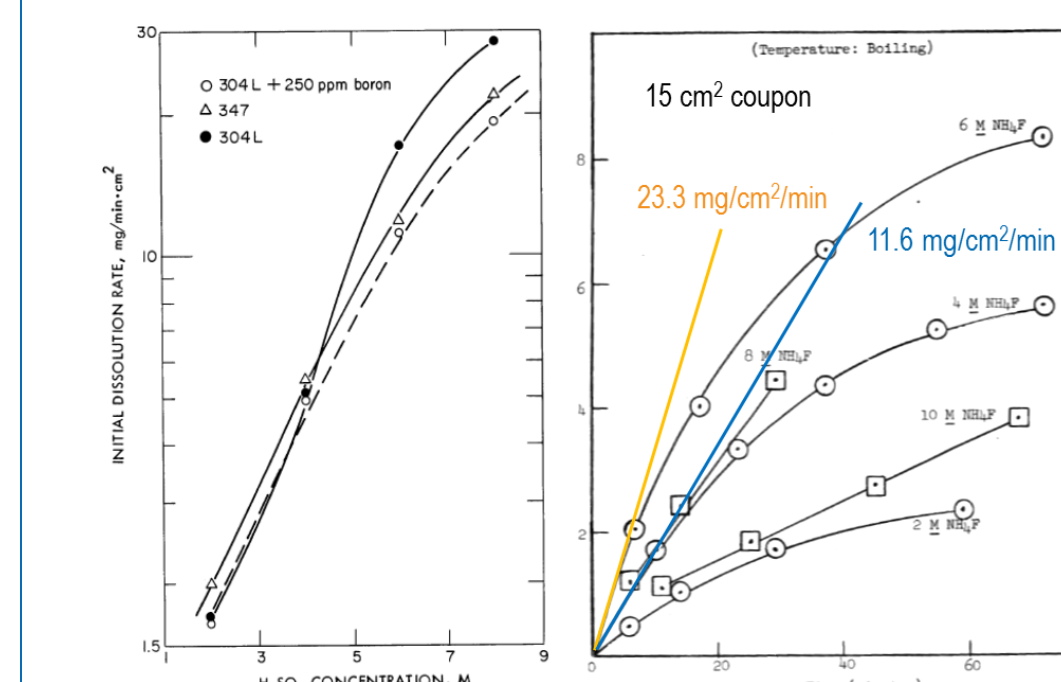 30
○ 304L + 250 ppm boron
△ 347
● 304L
INITIAL DISSOLUTION RATE, mg/min·cm²
10
1.5
1
3
5
7
9
CONCENTRATION, M
(Temperature: Boiling)
15 cm² coupon
6 M NH₄F
8
23.3 mg/cm²/min
11.6 mg/cm²/min
6
4 M NH₄F
8 M NH₄F
4
10 M NH₄F
2
2 M NH₄F
0
20
40
60